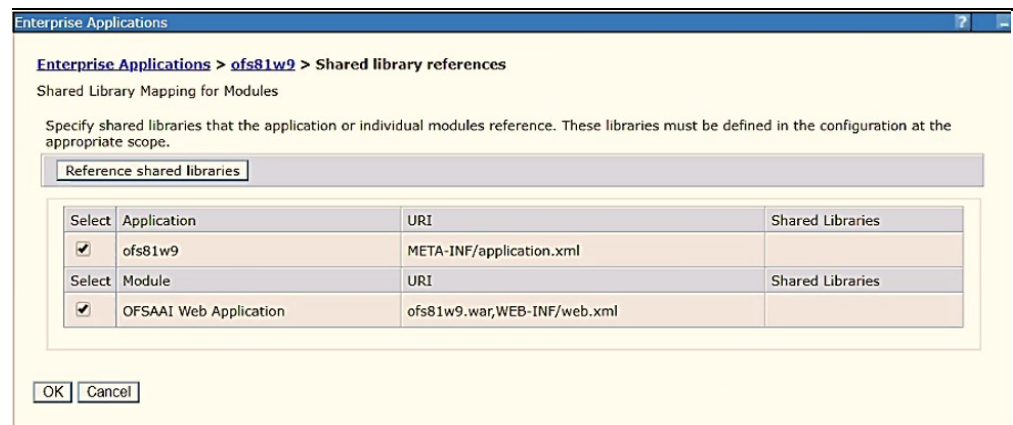 Enterprise Applications ?
Enterprise Applications > ofs81w9 > Shared library references
Shared Library Mapping for Modules
Specify shared libraries that the application or individual modules reference. These libraries must be defined in the configuration at the
appropriate scope.
Reference shared libraries
Select Application URI Shared Libraries
ofs81w9 META-INF/application.xml
Select Module URI Shared Libraries
OFSAAI Web Application ofs81w9.war,WEB-INF/web.xml
OK Cancel